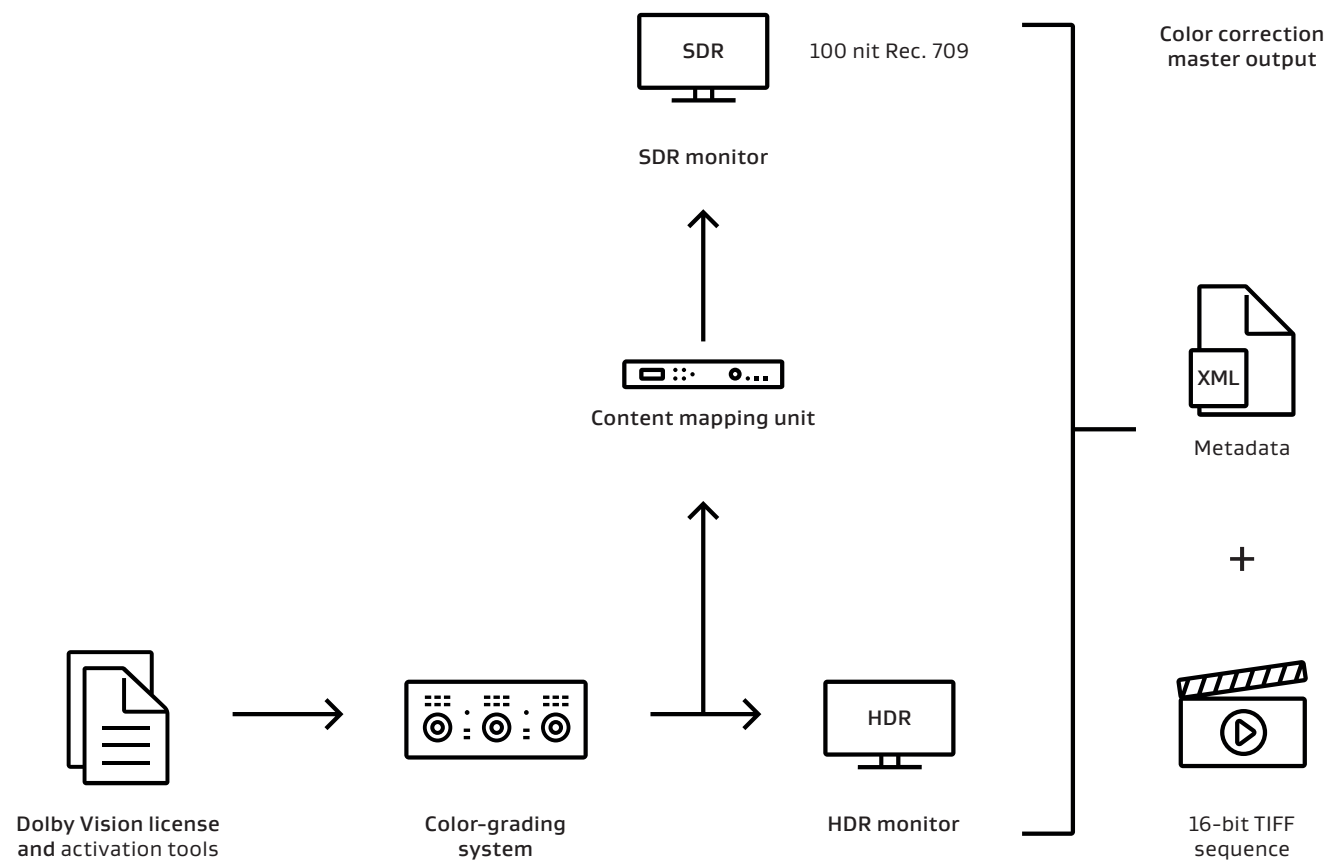 SDR
100 nit Rec. 709
Color correction
master output
SDR monitor
Content mapping unit
XML
Metadata
+
HDR
Dolby Vision license
and activation tools
Color-grading
system
HDR monitor
16-bit TIFF
sequence